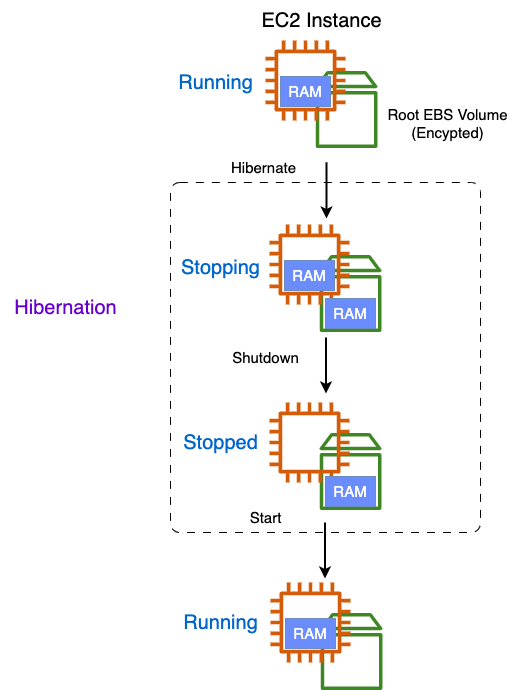 EC2 Instance
Running
RAM
Root EBS Volume
(Encypted)
Hibernate
Stopping
RAM
RAM
Hibernation
Shutdown
Stopped
RAM
Start
Running
RAM